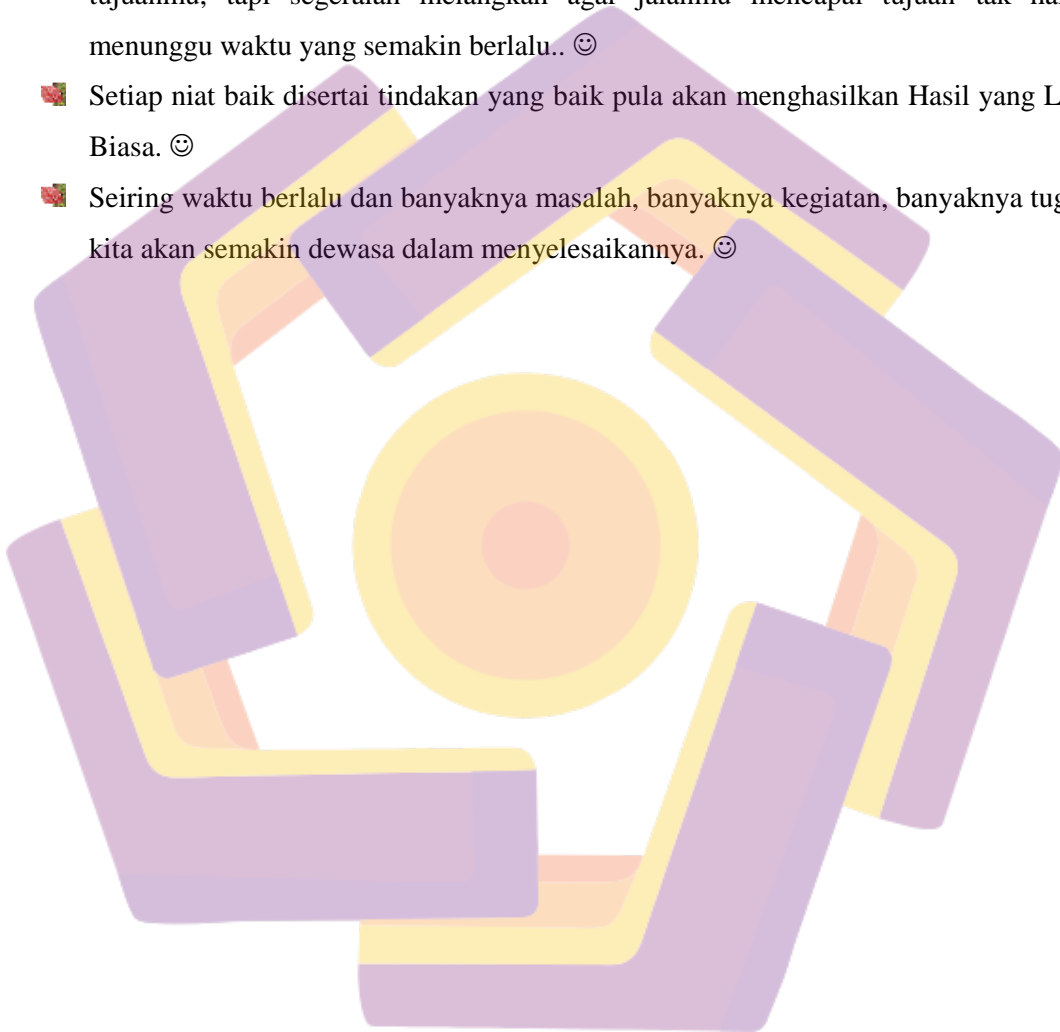 menunggu waktu yang semakin berlalu.. ☺
Setiap niat baik disertai tindakan yang baik pula akan menghasilkan Hasil yang
Biasa. ☺
Seiring waktu berlalu dan banyaknya masalah, banyaknya kegiatan, banyaknya
kita akan semakin dewasa dalam menyelesaikannya. ☺